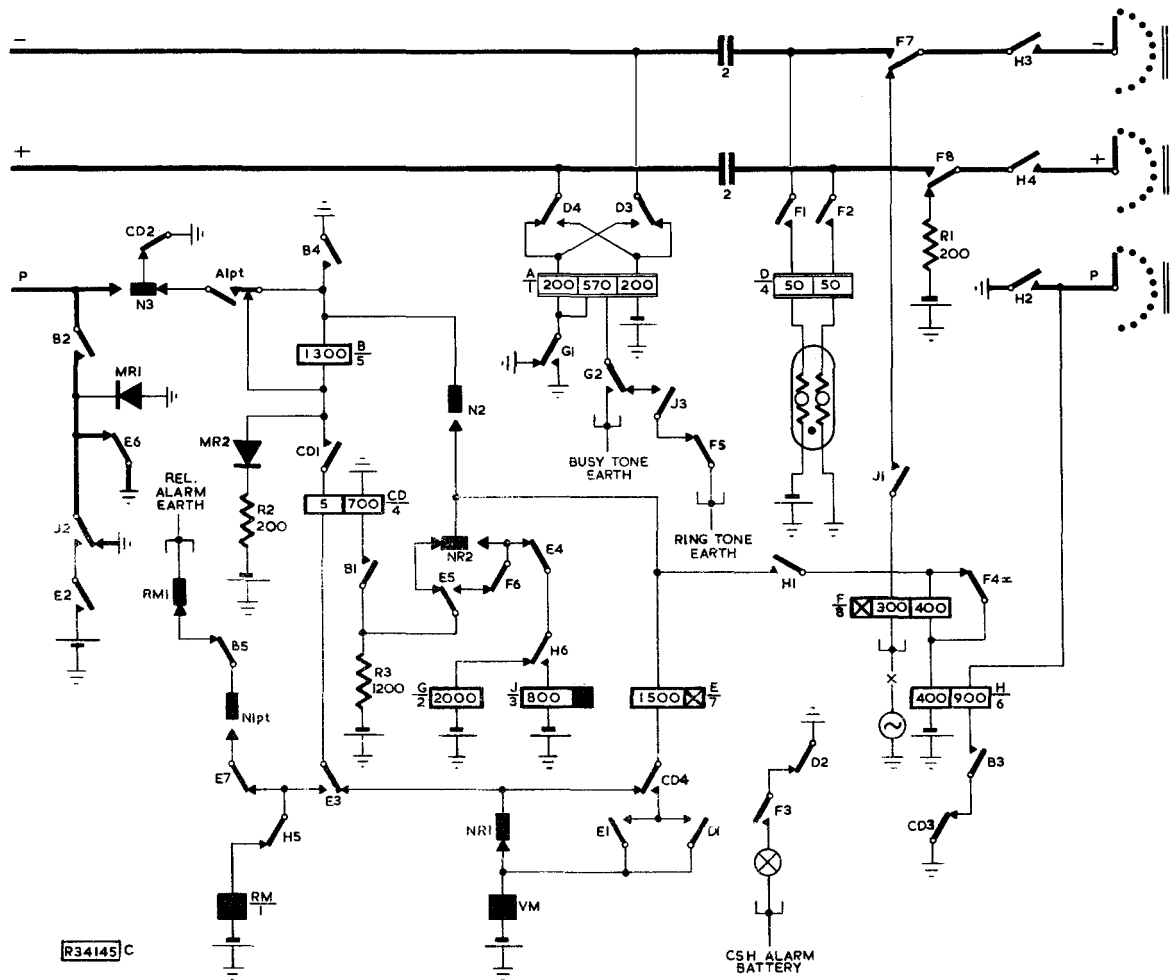 -
2
F7
H3
-
+
2
F8
H4
+
CD2
B4
D4
D3
F1
F2
R1
200
P
N3
A1pt
A
1
200
570
200
D
4
50
50
H2
P
B2
1300
B
5
G1
MR1
N2
G2
J3
E6
MR2
CD1
F5
BUSY TONE
EARTH
J1
REL.
ALARM
EARTH
R2
200
5
700
CD
4
RING TONE
EARTH
J2
NR2
E4
H1
F4x
B1
E5
F6
E2
RM1
F
8
300
400
B5
R3
1200
H6
x
G
2
2000
J
3
800
1500
E
7
400
900
H
6
N1pt
D2
B3
E7
E3
CD4
F3
H5
NR1
E1
D1
CD3
RM
1
VM
R34145 C
CSH ALARM
BATTERY